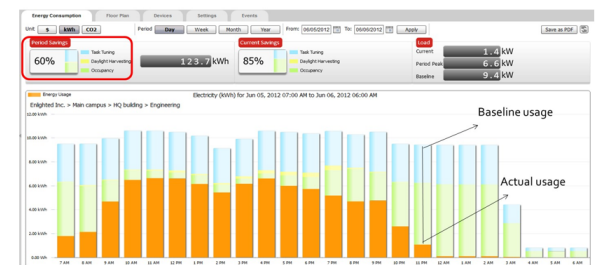 Energy Consumption Floor Plan Devices Settings Events
Unit $ kWh CO2 Period Day Week Month Year From: 06/05/2012 To: 06/06/2012 Apply Save as PDF
Period Savings Current Savings Load
60% Task Tuning Daylight Harvesting Occupancy 123.7 kWh 85% Task Tuning Daylight Harvesting Occupancy
Current 1.4 kW
Period Peak 6.6 kW
Baseline 9.4 kW
Energy Usage Electricity (kWh) for Jun 05, 2012 07:00 AM to Jun 06, 2012 06:00 AM
Enlighted Inc. > Main campus > HQ building > Engineering
10.00 kWh
8.00 kWh
6.00 kWh
4.00 kWh
2.00 kWh
0.00 kWh
Baseline usage
Actual usage
7 AM 8 AM 9 AM 10 AM 11 AM 12 PM 1 PM 2 PM 3 PM 4 PM 5 PM 6 PM 7 PM 8 PM 9 PM 10 PM 11 PM 12 AM 1 AM 2 AM 3 AM 4 AM 5 AM 6 AM